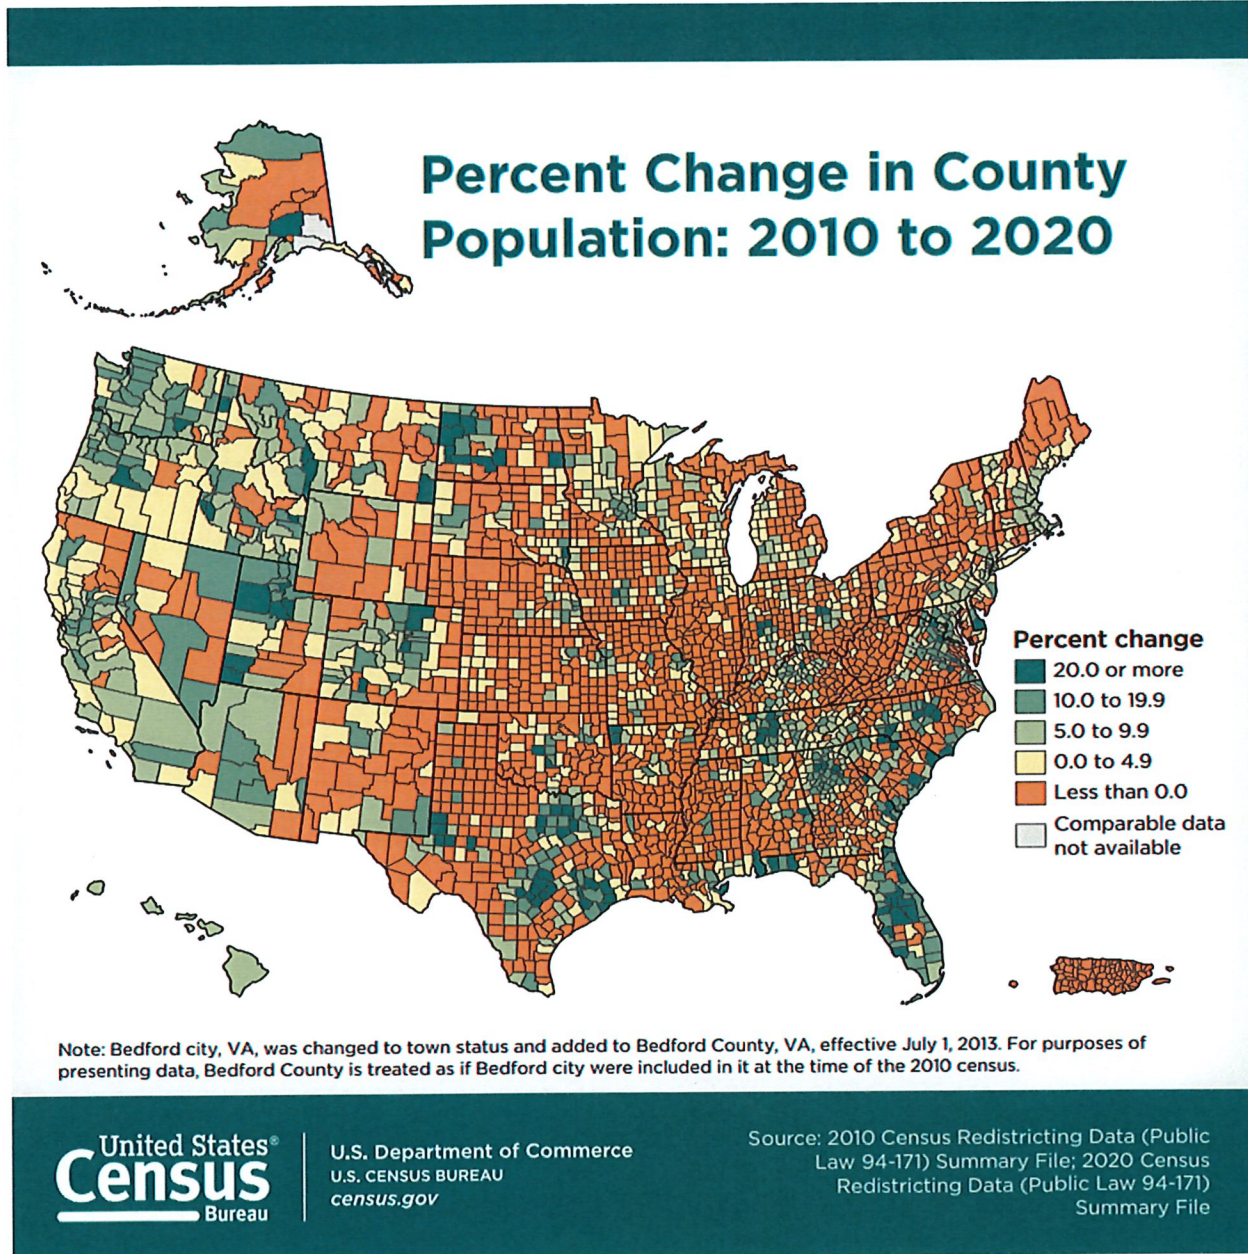 Percent Change in County
Population: 2010 to 2020
Percent change
20.0 or more
10.0 to 19.9
5.0 to 9.9
0.0 to 4.9
Less than 0.0
Comparable data
not available
Note: Bedford city, VA, was changed to town status and added to Bedford County, VA, effective July 1, 2013. For purposes of
presenting data, Bedford County is treated as if Bedford city were included in it at the time of the 2010 census.
United States®
Census
Bureau
U.S. Department of Commerce
U.S. CENSUS BUREAU
census.gov
Source: 2010 Census Redistricting Data (Public
Law 94-171) Summary File; 2020 Census
Redistricting Data (Public Law 94-171)
Summary File